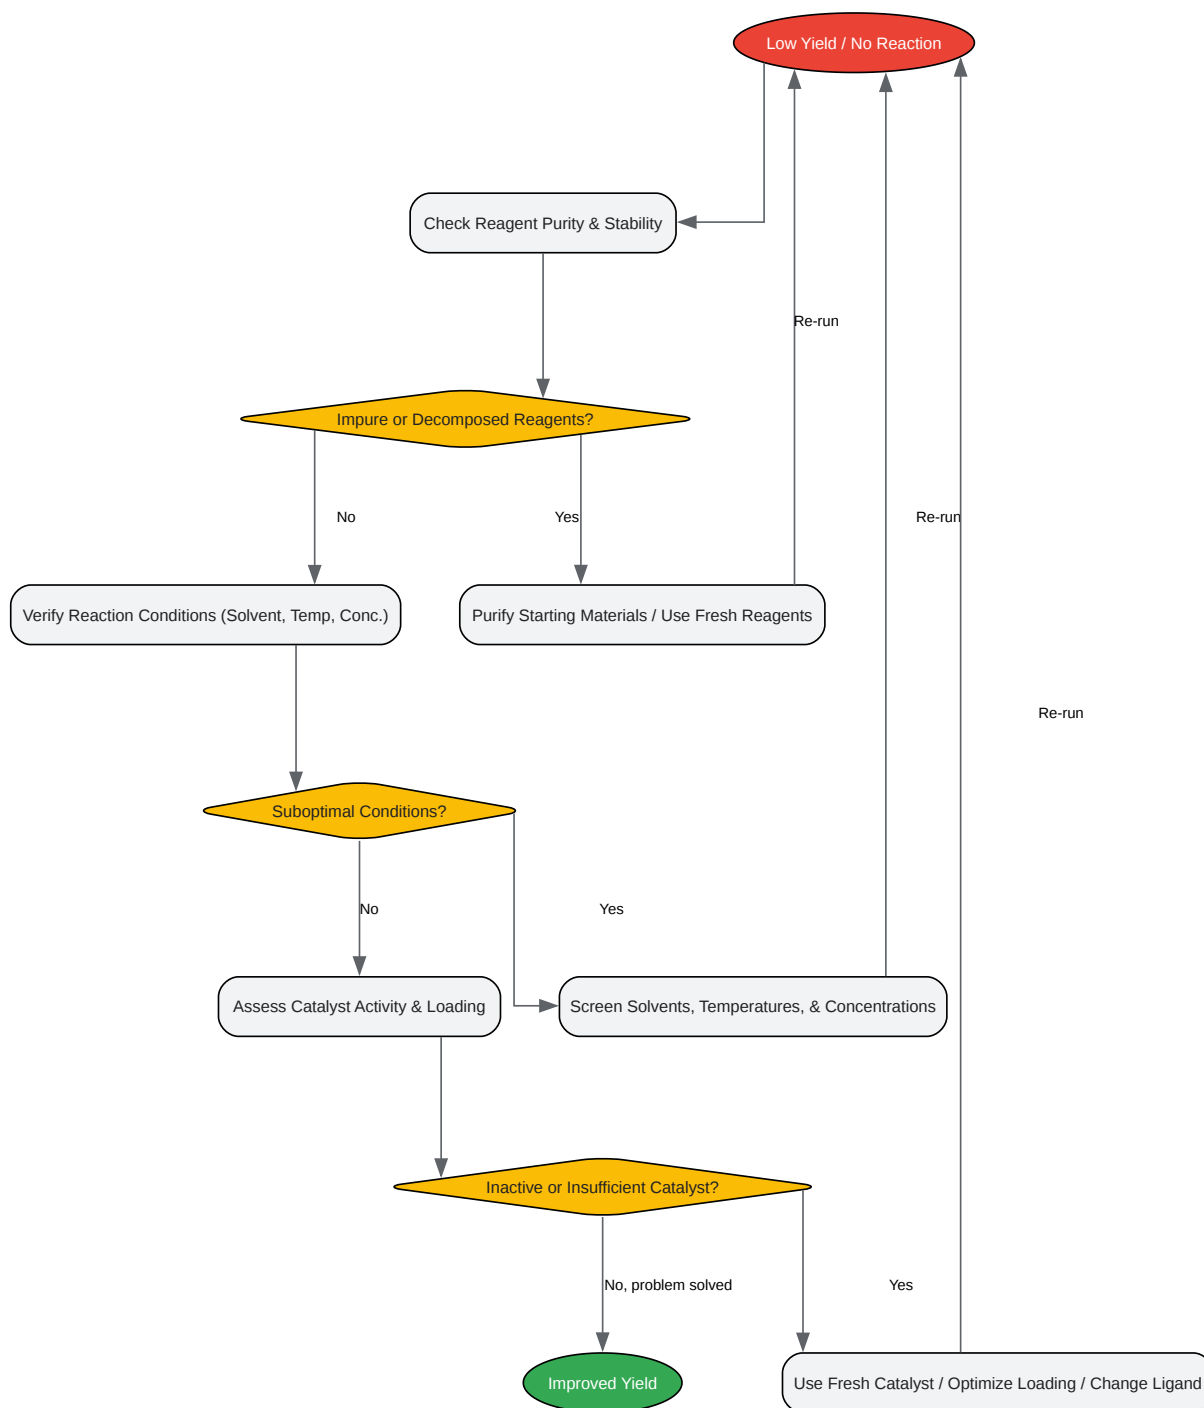 Low Yield / No Reaction
Check Reagent Purity & Stability
Re-run
Impure or Decomposed Reagents?
No
Yes
Re-run
Verify Reaction Conditions (Solvent, Temp, Conc.)
Purify Starting Materials / Use Fresh Reagents
Re-run
Suboptimal Conditions?
No
Yes
Assess Catalyst Activity & Loading
Screen Solvents, Temperatures, & Concentrations
Inactive or Insufficient Catalyst?
No, problem solved
Yes
Improved Yield
Use Fresh Catalyst / Optimize Loading / Change Ligand